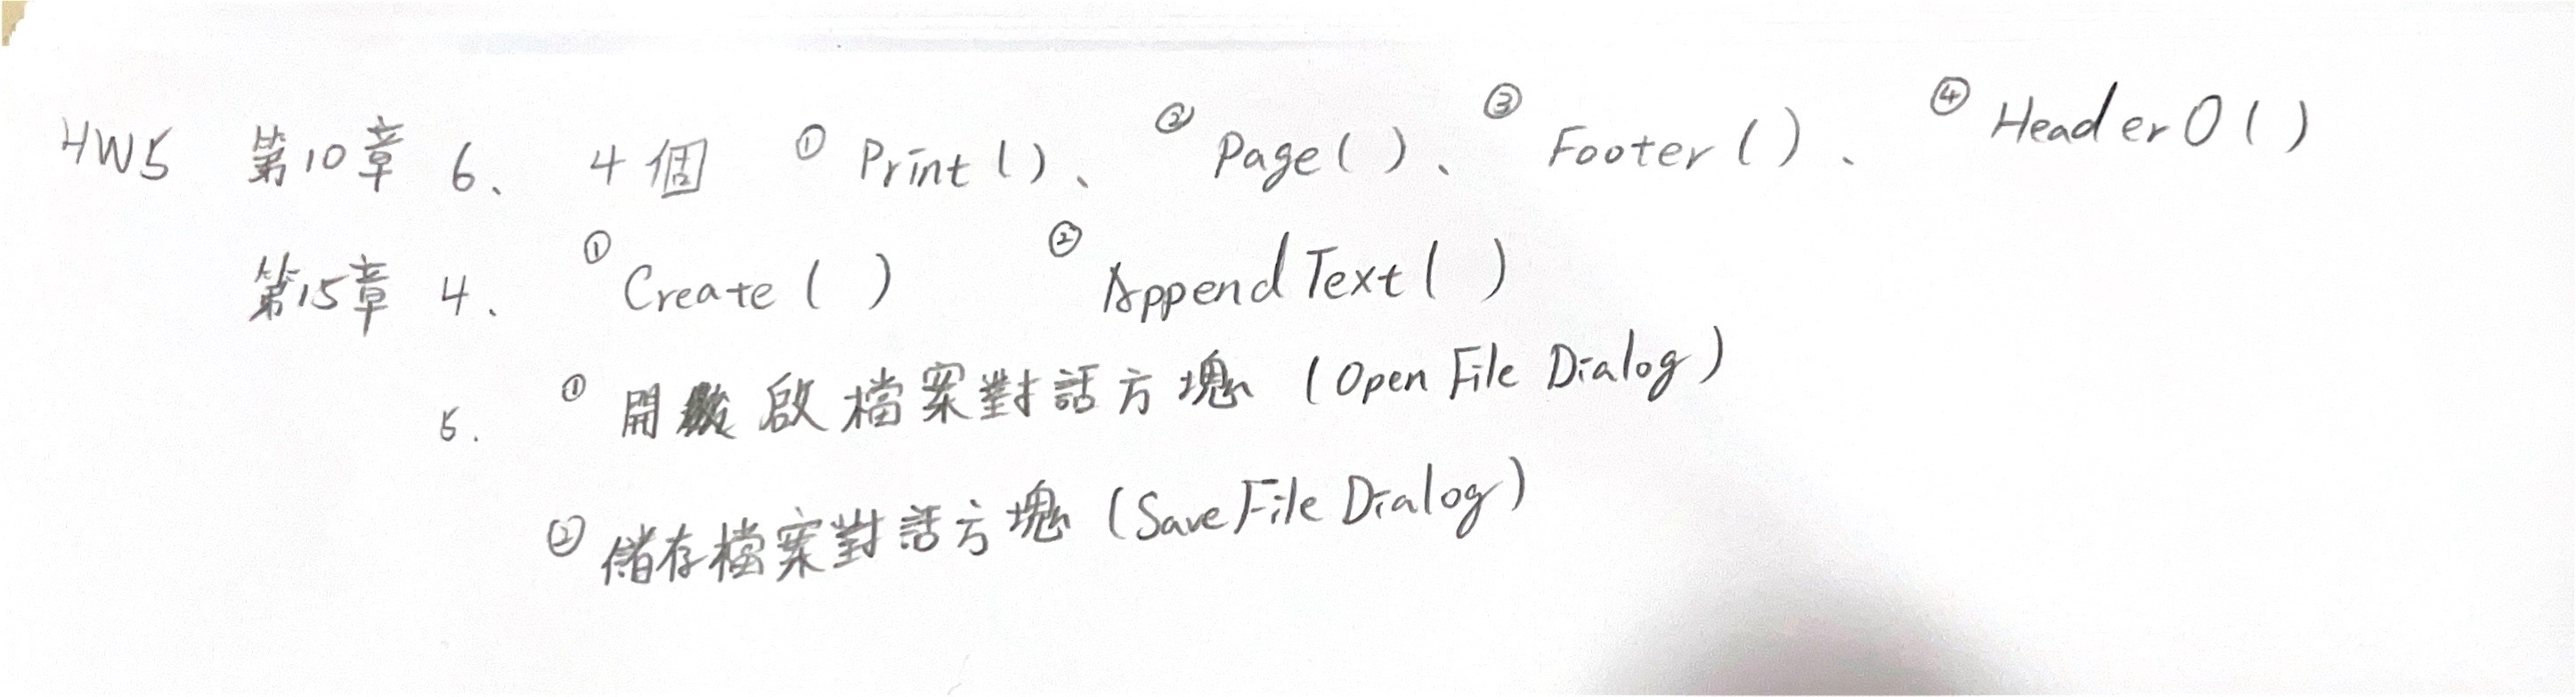 HW5 第10章 6、 4個 ① Print()、 ② Page()、 ③ Footer()、 ④ HeaderO()
第15章 4、 ① Create( ) ② AppendText( )
5. ① 開啟檔案對話方塊 (Open File Dialog)
② 儲存檔案對話方塊 (Save File Dialog)